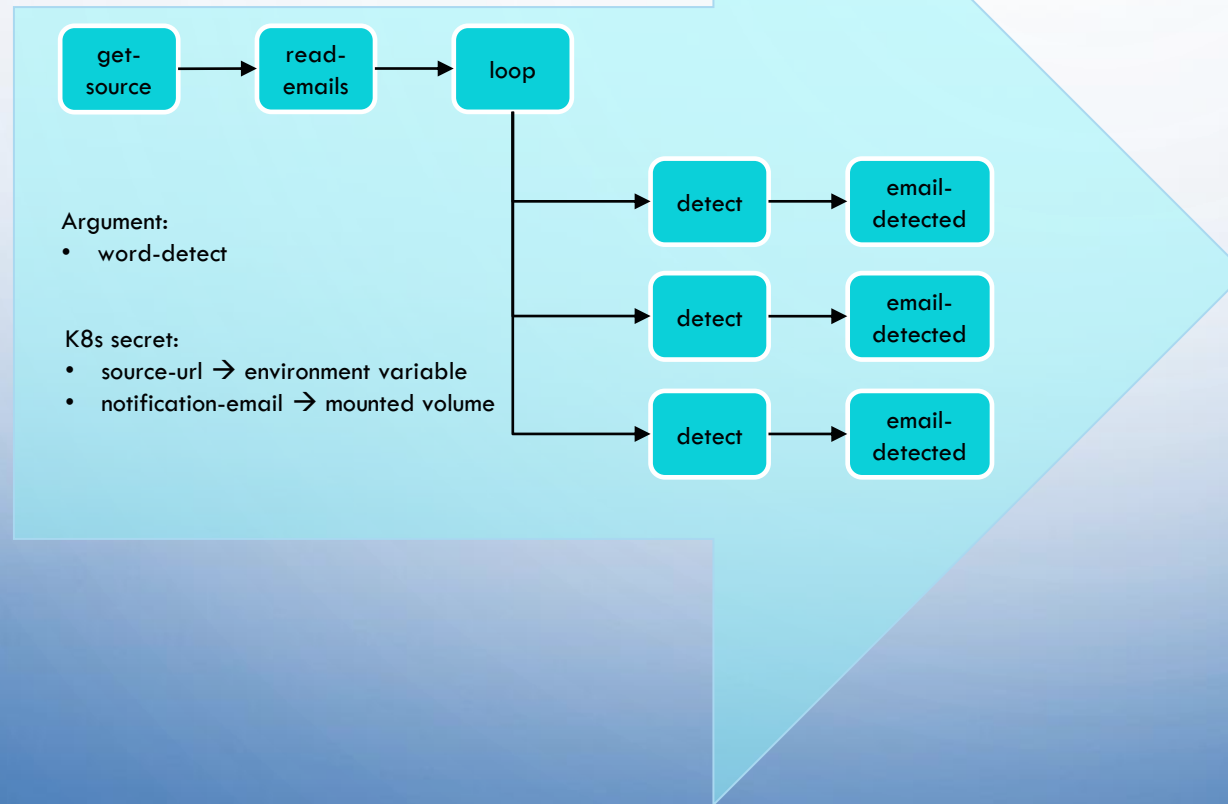 get-
source
read-
emails
loop
detect
email-
detected
Argument:
• word-detect
detect
email-
detected
K8s secret:
• source-url → environment variable
• notification-email → mounted volume
detect
email-
detected